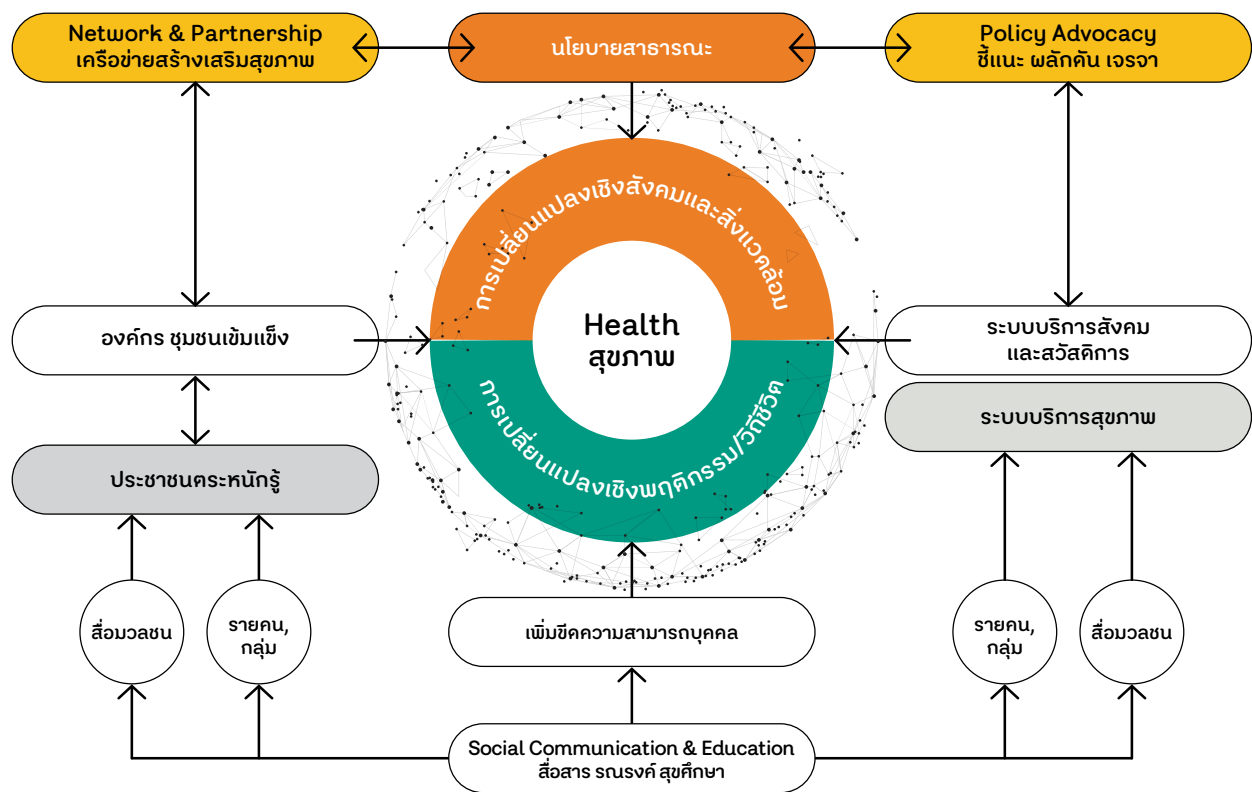 Network & Partnership
เครือข่ายสร้างเสริมสุขภาพ
นโยบายสาธารณะ
Policy Advocacy
ชี้แนะ ผลักดัน เจรจา
การเปลี่ยนแปลงเชิงสังคมและสิ่งแวดล้อม
Health
สุขภาพ
การเปลี่ยนแปลงเชิงพฤติกรรม/วิถีชีวิต
องค์กร ชุมชนเข้มแข็ง
ระบบบริการสังคม
และสวัสดิการ
ระบบบริการสุขภาพ
ประชาชนตระหนักรู้
สื่อมวลชน
รายคน,
กลุ่ม
เพิ่มขีดความสามารถบุคคล
รายคน,
กลุ่ม
สื่อมวลชน
Social Communication & Education
สื่อสาร รณรงค์ สุขศึกษา